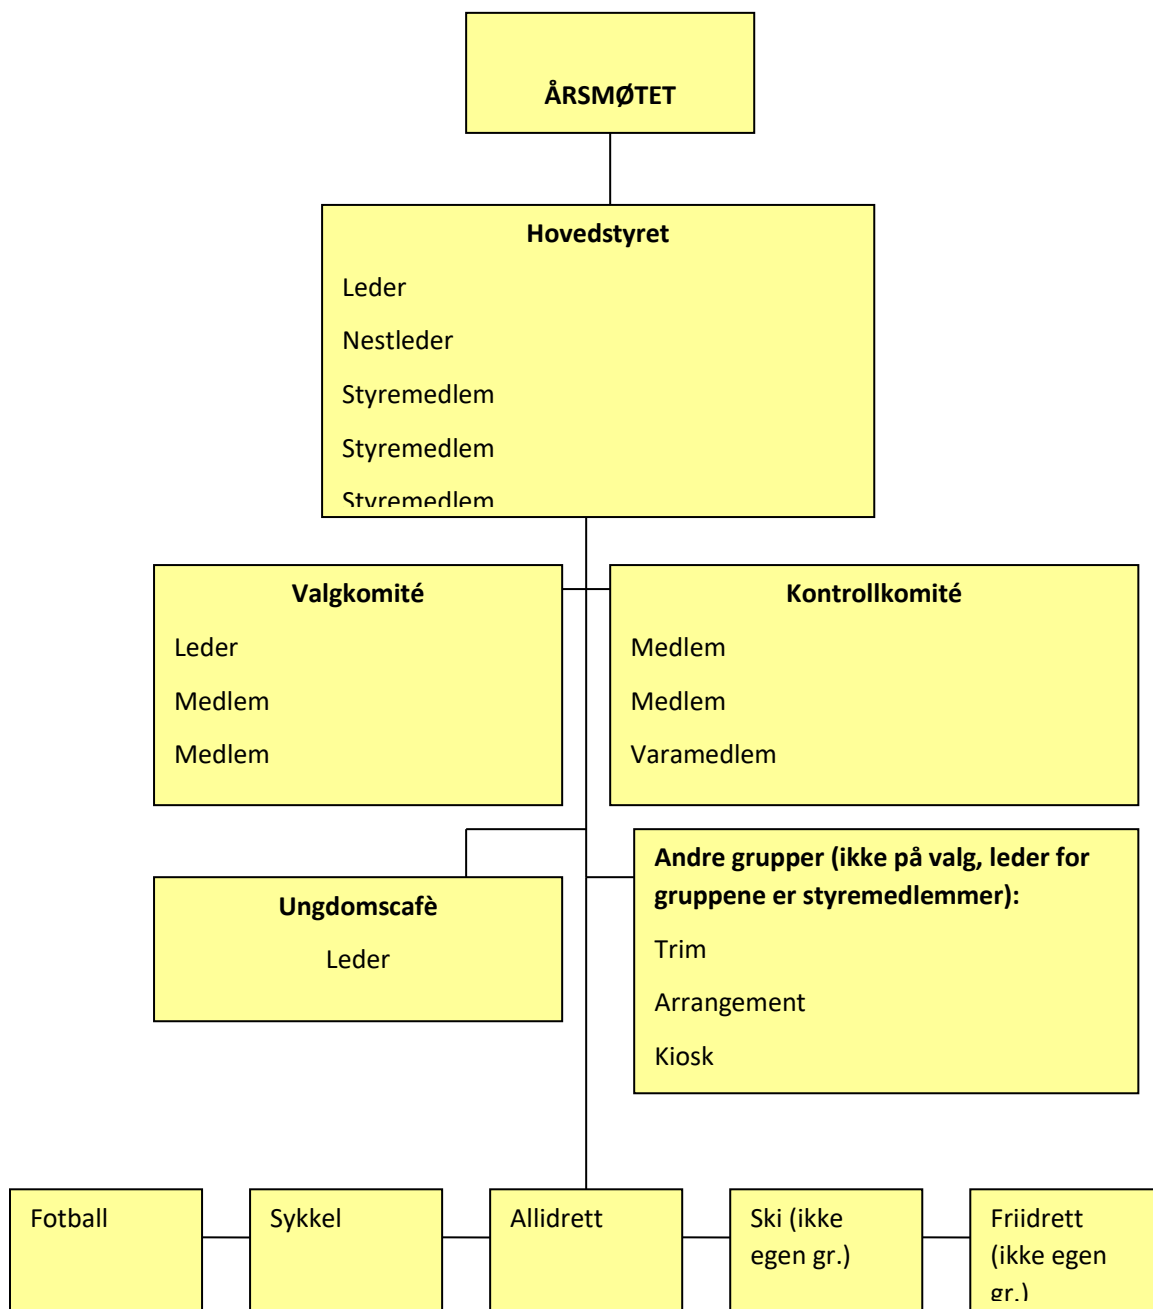 ÅRSMØTET
Hovedstyret
Leder
Nestleder
Styremedlem
Styremedlem
Styremedlem
Valgkomité
Leder
Medlem
Medlem
Kontrollkomité
Medlem
Medlem
Varamedlem
Ungdomscafè
Leder
Andre grupper (ikke på valg, leder for
gruppene er styremedlemmer):
Trim
Arrangement
Kiosk
Fotball
Sykkel
Allidrett
Ski (ikke
egen gr.)
Friidrett
(ikke egen
gr.)